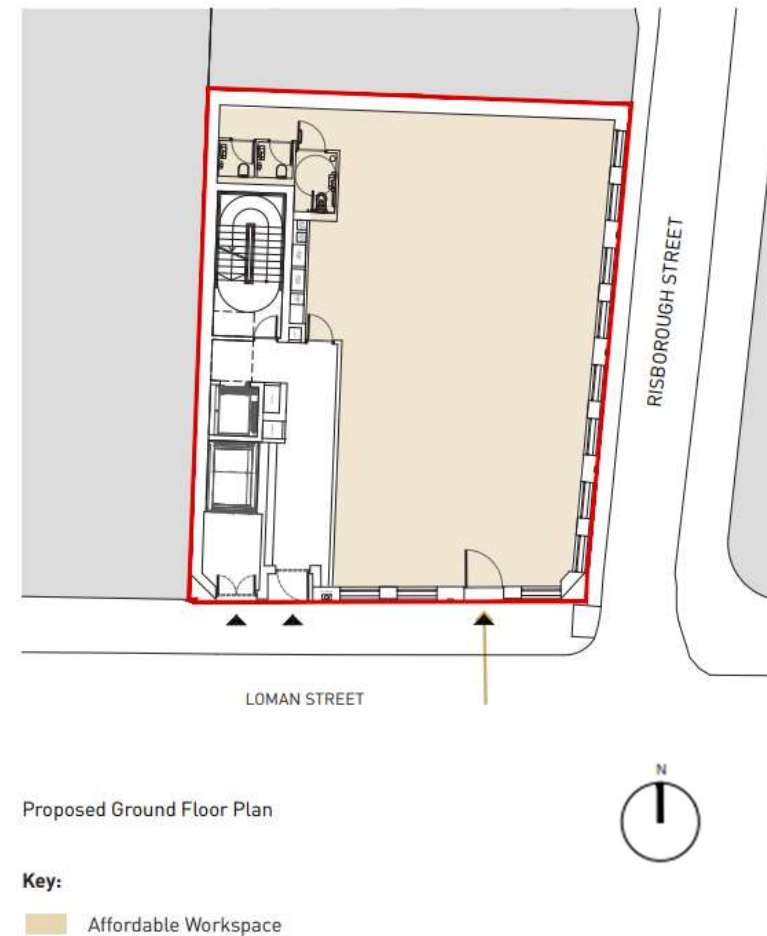 RISBOROUGH STREET
LOMAN STREET
N
Proposed Ground Floor Plan
Key:
Affordable Workspace